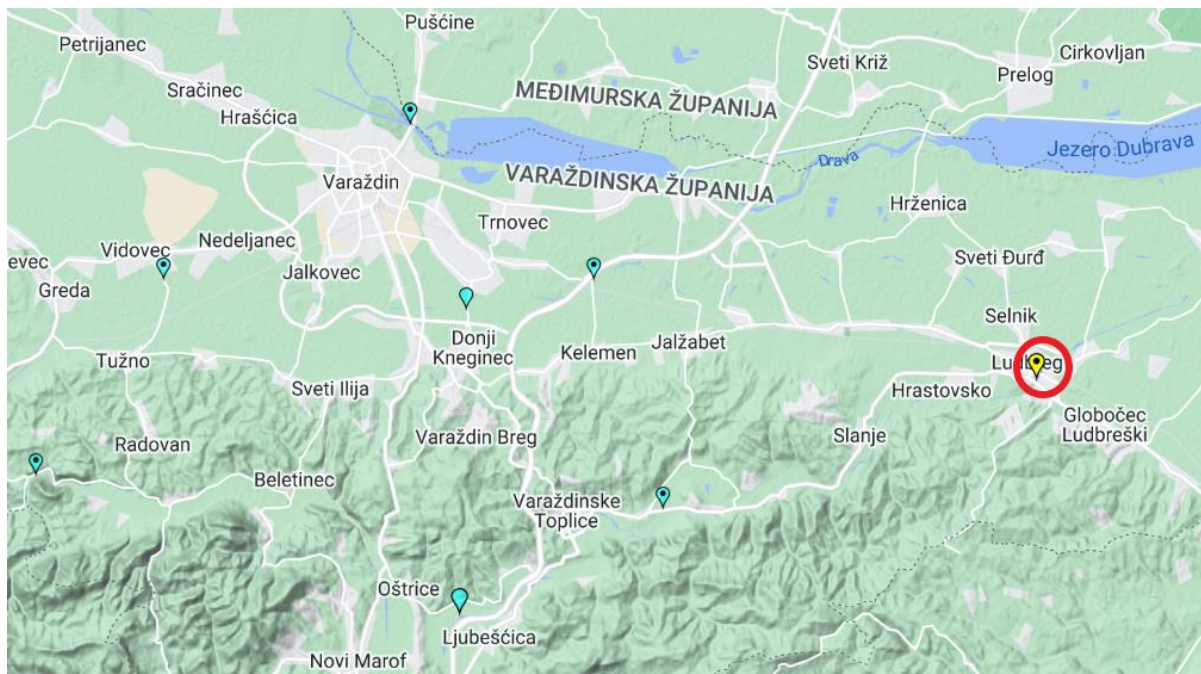 Pušćine
Petrijanec
Cirkovljan
Sveti Križ
Prelog
Sračinec
MEĐIMURSKA ŽUPANIJA
Hrašćica
Jezero Dubrava
Drava
VARAŽDINSKA ŽUPANIJA
Varaždin
Hrženica
Trnovec
Nedeljanec
Vidovec
evec
Jalkovec
Sveti Đurđ
Greda
Selnik
Donji
Kneginec
Kelemen
Jalžabet
Tužno
Ludbreg
Sveti Ilija
Hrastovsko
Globočec
Ludbreški
Radovan
Varaždin Breg
Slanje
Beletinec
Varaždinske
Toplice
Oštrice
Ljubešćica
Novi Marof